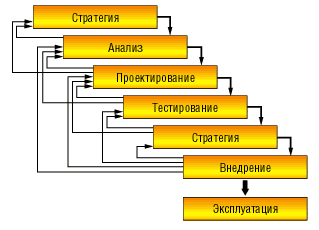 Стратегия
Анализ
Проектирование
Тестирование
Стратегия
Внедрение
Эксплуатация